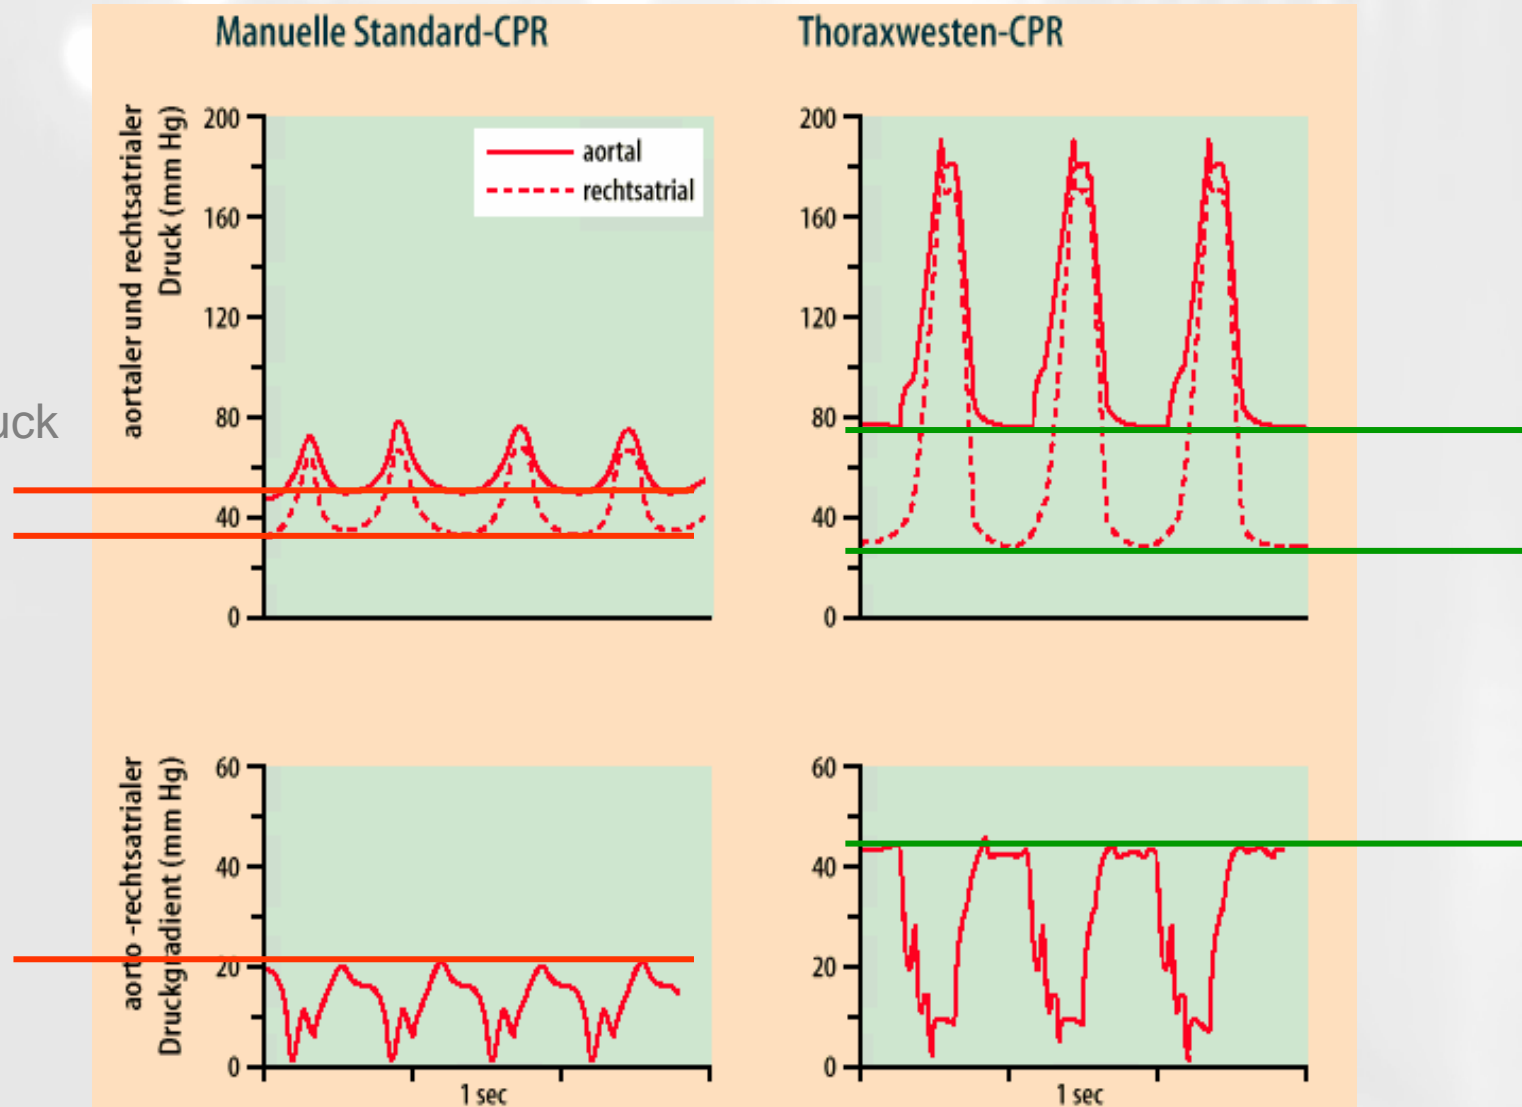 Manuelle Standard-CPR
Thoraxwesten-CPR
aortaler und rechtsatrialer
Druck (mm Hg)
200
160
120
80
40
0
aortal
rechtsatrial
200
160
120
80
40
0
uck
aorto -rechtsatrialer
Druckgradient (mm Hg)
60
40
20
0
1 sec
60
40
20
0
1 sec